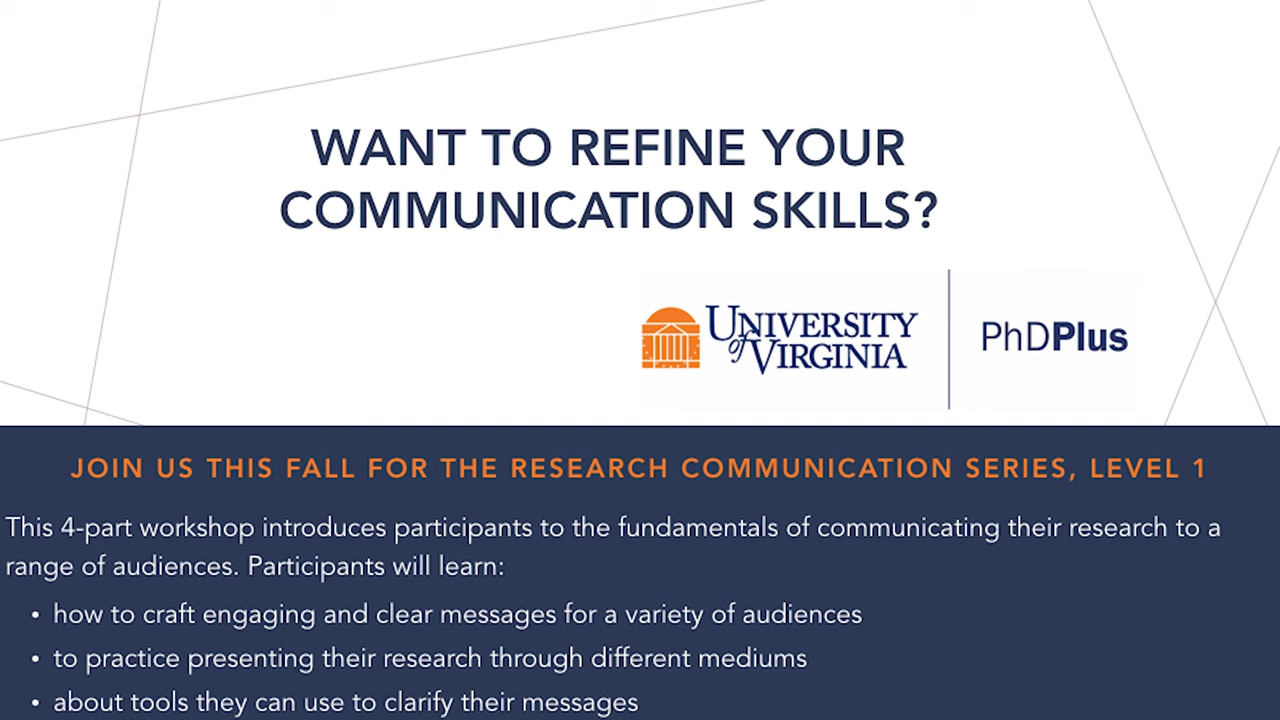 WANT TO REFINE YOUR
COMMUNICATION SKILLS?
UNIVERSITY
of VIRGINIA
PhDPlus
JOIN US THIS FALL FOR THE RESEARCH COMMUNICATION SERIES, LEVEL 1
This 4-part workshop introduces participants to the fundamentals of communicating their research to a
range of audiences. Participants will learn:
• how to craft engaging and clear messages for a variety of audiences
• to practice presenting their research through different mediums
• about tools they can use to clarify their messages